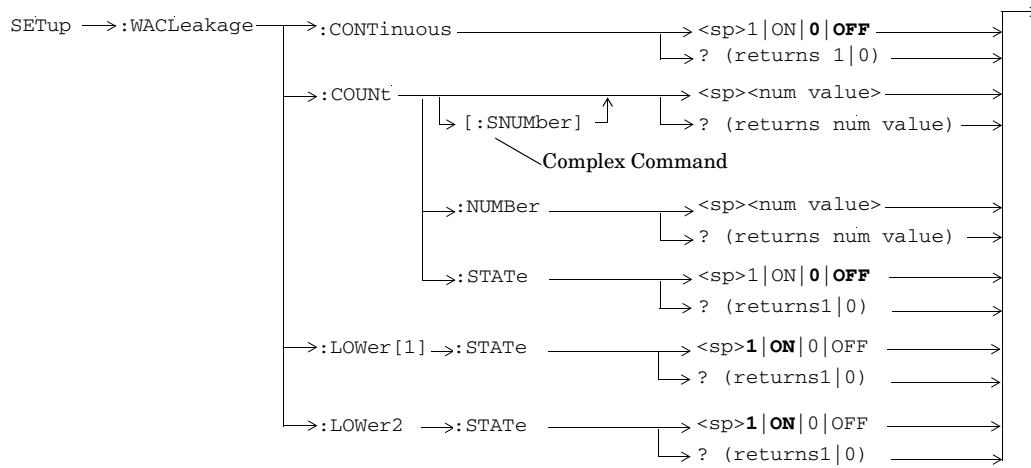 SETup :WACLeakage :CONTinuous <sp>1|ON|0|OFF
? (returns 1|0)
:COUNt <sp><num value>
[:SNUMber] ? (returns num value)
Complex Command
:NUMBer <sp><num value>
? (returns num value)
:STATe <sp>1|ON|0|OFF
? (returns1|0)
:LOWer[1] :STATe <sp>1|ON|0|OFF
? (returns1|0)
:LOWer2 :STATe <sp>1|ON|0|OFF
? (returns1|0)